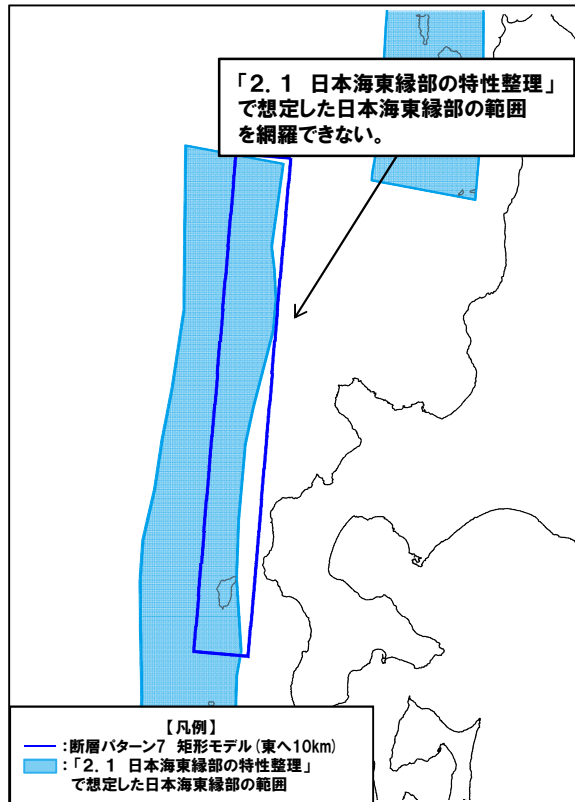 「2.1 日本海東縁部の特性整理」
で想定した日本海東縁部の範囲
を網羅できない。
【凡例】
:断層パターン7 矩形モデル(東へ10km)
:「2.1 日本海東縁部の特性整理」
で想定した日本海東縁部の範囲